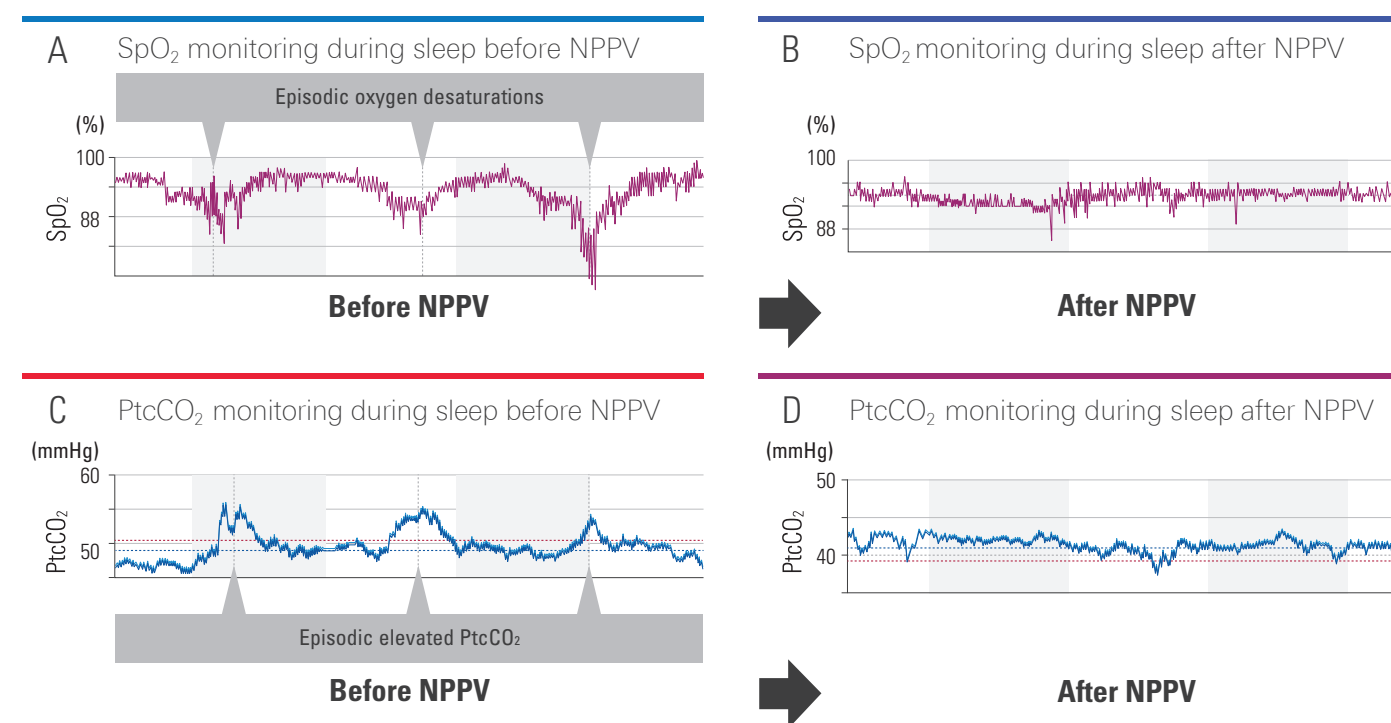 A SpO₂ monitoring during sleep before NPPV
Episodic oxygen desaturations
(%)
100
SpO₂
88
Before NPPV
B SpO₂ monitoring during sleep after NPPV
(%)
100
SpO₂
88
After NPPV
C PtcCO₂ monitoring during sleep before NPPV
(mmHg)
60
PtcCO₂
50
Episodic elevated PtcCO₂
Before NPPV
D PtcCO₂ monitoring during sleep after NPPV
(mmHg)
50
PtcCO₂
40
After NPPV